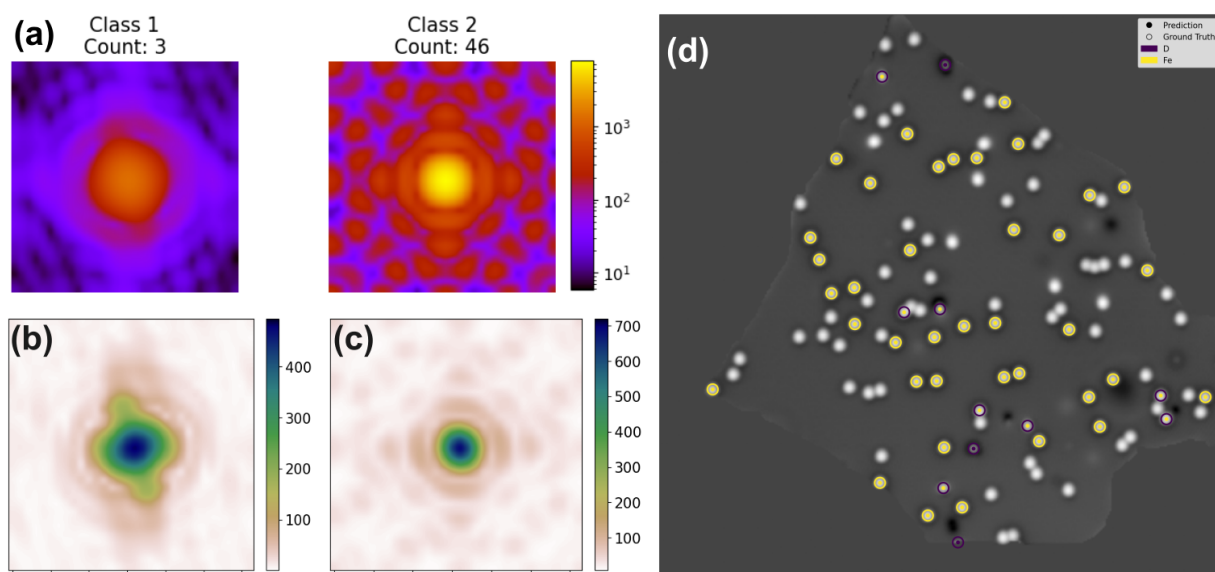 (a)
Class 1
Count: 3
Class 2
Count: 46
10³
10²
10¹
(b)
400
300
200
100
(c)
700
600
500
400
300
200
100
(d)
Prediction
Ground Truth
D
Fe